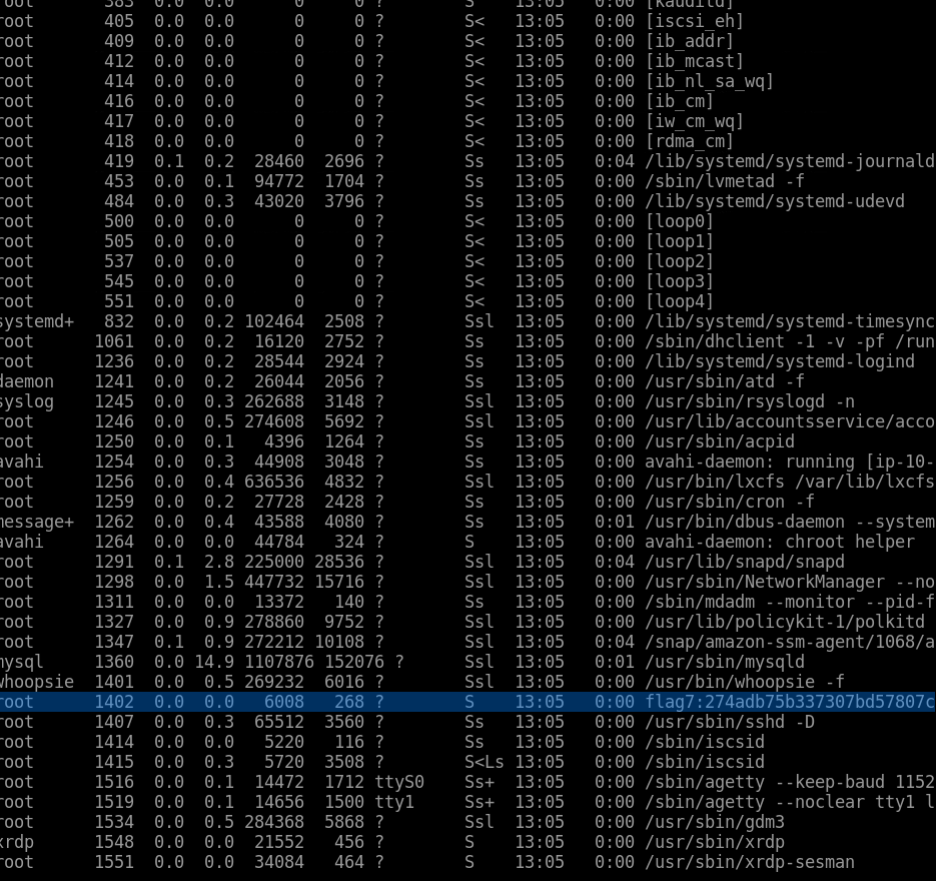 root 383 0.0 0.0 0 0 ? S 13:05 0:00 [kauditd]
root 405 0.0 0.0 0 0 ? S< 13:05 0:00 [iscsi_eh]
root 409 0.0 0.0 0 0 ? S< 13:05 0:00 [ib_addr]
root 412 0.0 0.0 0 0 ? S< 13:05 0:00 [ib_mcast]
root 414 0.0 0.0 0 0 ? S< 13:05 0:00 [ib_nl_sa_wq]
root 416 0.0 0.0 0 0 ? S< 13:05 0:00 [ib_cm]
root 417 0.0 0.0 0 0 ? S< 13:05 0:00 [iw_cm_wq]
root 418 0.0 0.0 0 0 ? S< 13:05 0:00 [rdma_cm]
root 419 0.1 0.2 28460 2696 ? Ss 13:05 0:04 /lib/systemd/systemd-journald
root 453 0.0 0.1 94772 1704 ? Ss 13:05 0:00 /sbin/lvmetad -f
root 484 0.0 0.3 43020 3796 ? Ss 13:05 0:00 /lib/systemd/systemd-udevd
root 500 0.0 0.0 0 0 ? S< 13:05 0:00 [loop0]
root 505 0.0 0.0 0 0 ? S< 13:05 0:00 [loop1]
root 537 0.0 0.0 0 0 ? S< 13:05 0:00 [loop2]
root 545 0.0 0.0 0 0 ? S< 13:05 0:00 [loop3]
root 551 0.0 0.0 0 0 ? S< 13:05 0:00 [loop4]
systemd+ 832 0.0 0.2 102464 2508 ? Ssl 13:05 0:00 /lib/systemd/systemd-timesync
root 1061 0.0 0.2 16120 2752 ? Ss 13:05 0:00 /sbin/dhclient -1 -v -pf /run
root 1236 0.0 0.2 28544 2924 ? Ss 13:05 0:00 /lib/systemd/systemd-logind
daemon 1241 0.0 0.2 26044 2056 ? Ss 13:05 0:00 /usr/sbin/atd -f
syslog 1245 0.0 0.3 262688 3148 ? Ssl 13:05 0:00 /usr/sbin/rsyslogd -n
root 1246 0.0 0.5 274608 5692 ? Ssl 13:05 0:00 /usr/lib/accountsservice/acco
root 1250 0.0 0.1 4396 1264 ? Ss 13:05 0:00 /usr/sbin/acpid
avahi 1254 0.0 0.3 44908 3048 ? Ss 13:05 0:00 avahi-daemon: running [ip-10-
root 1256 0.0 0.4 636536 4832 ? Ssl 13:05 0:00 /usr/bin/lxcfs /var/lib/lxcfs
root 1259 0.0 0.2 27728 2428 ? Ss 13:05 0:00 /usr/sbin/cron -f
message+ 1262 0.0 0.4 43588 4080 ? Ss 13:05 0:01 /usr/bin/dbus-daemon --system
avahi 1264 0.0 0.0 44784 324 ? S 13:05 0:00 avahi-daemon: chroot helper
root 1291 0.1 2.8 225000 28536 ? Ssl 13:05 0:04 /usr/lib/snapd/snapd
root 1298 0.0 1.5 447732 15716 ? Ssl 13:05 0:00 /usr/sbin/NetworkManager --no
root 1311 0.0 0.0 13372 140 ? Ss 13:05 0:00 /sbin/mdadm --monitor --pid-f
root 1327 0.0 0.9 278860 9752 ? Ssl 13:05 0:00 /usr/lib/policykit-1/polkitd
root 1347 0.1 0.9 272212 10108 ? Ssl 13:05 0:04 /snap/amazon-ssm-agent/1068/a
mysql 1360 0.0 14.9 1107876 152076 ? Ssl 13:05 0:01 /usr/sbin/mysqld
whoopsie 1401 0.0 0.5 269232 6016 ? Ssl 13:05 0:00 /usr/bin/whoopsie -f
root 1402 0.0 0.0 6008 268 ? S 13:05 0:00 flag7:274adb75b337307bd57807c
root 1407 0.0 0.3 65512 3560 ? Ss 13:05 0:00 /usr/sbin/sshd -D
root 1414 0.0 0.0 5220 116 ? Ss 13:05 0:00 /sbin/iscsid
root 1415 0.0 0.3 5720 3508 ? S<Ls 13:05 0:00 /sbin/iscsid
root 1516 0.0 0.1 14472 1712 ttyS0 Ss+ 13:05 0:00 /sbin/agetty --keep-baud 1152
root 1519 0.0 0.1 14656 1500 tty1 Ss+ 13:05 0:00 /sbin/agetty --noclear tty1 l
root 1534 0.0 0.5 284368 5868 ? Ssl 13:05 0:00 /usr/sbin/gdm3
xrdp 1548 0.0 0.0 21552 456 ? S 13:05 0:00 /usr/sbin/xrdp
root 1551 0.0 0.0 34084 464 ? S 13:05 0:00 /usr/sbin/xrdp-sesman